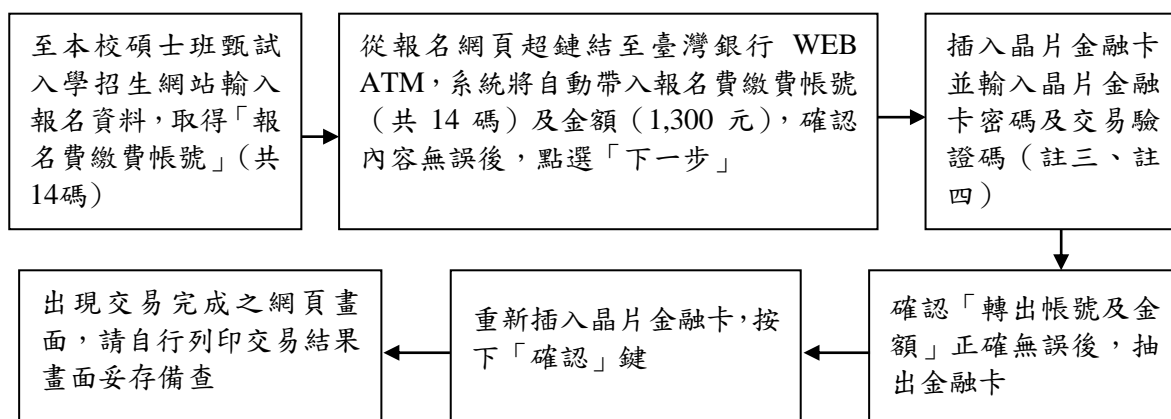 至本校碩士班甄試
入學招生網站輸入
報名資料，取得「報
名費繳費帳號」（共
14碼）
從報名網頁超鏈結至臺灣銀行 WEB
ATM，系統將自動帶入報名費繳費帳號
（共 14 碼）及金額（1,300 元），確認
內容無誤後，點選「下一步」
插入晶片金融卡
並輸入晶片金融
卡密碼及交易驗
證碼（註三、註
四）
確認「轉出帳號及金
額」正確無誤後，抽
出金融卡
重新插入晶片金融卡，按
下「確認」鍵
出現交易完成之網頁畫
面，請自行列印交易結果
畫面妥存備查